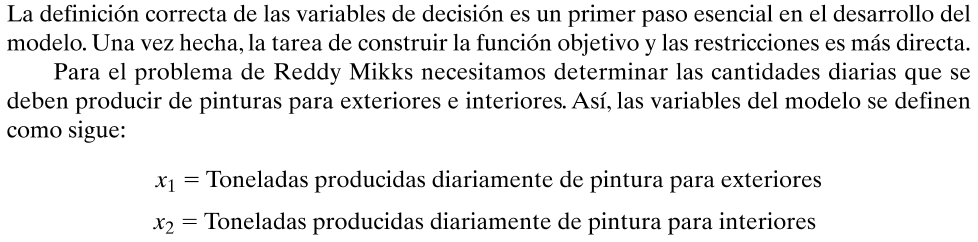 La definición correcta de las variables de decisión es un primer paso esencial en el desarrollo del
modelo. Una vez hecha, la tarea de construir la función objetivo y las restricciones es más directa.
Para el problema de Reddy Mikks necesitamos determinar las cantidades diarias que se
deben producir de pinturas para exteriores e interiores. Así, las variables del modelo se definen
como sigue:
x₁ = Toneladas producidas diariamente de pintura para exteriores
x₂ = Toneladas producidas diariamente de pintura para interiores